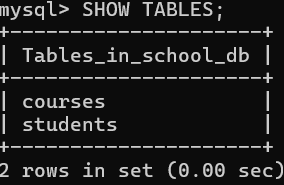 mysql> SHOW TABLES;
+---------------------+
| Tables_in_school_db |
+---------------------+
| courses             |
| students            |
+---------------------+
2 rows in set (0.00 sec)